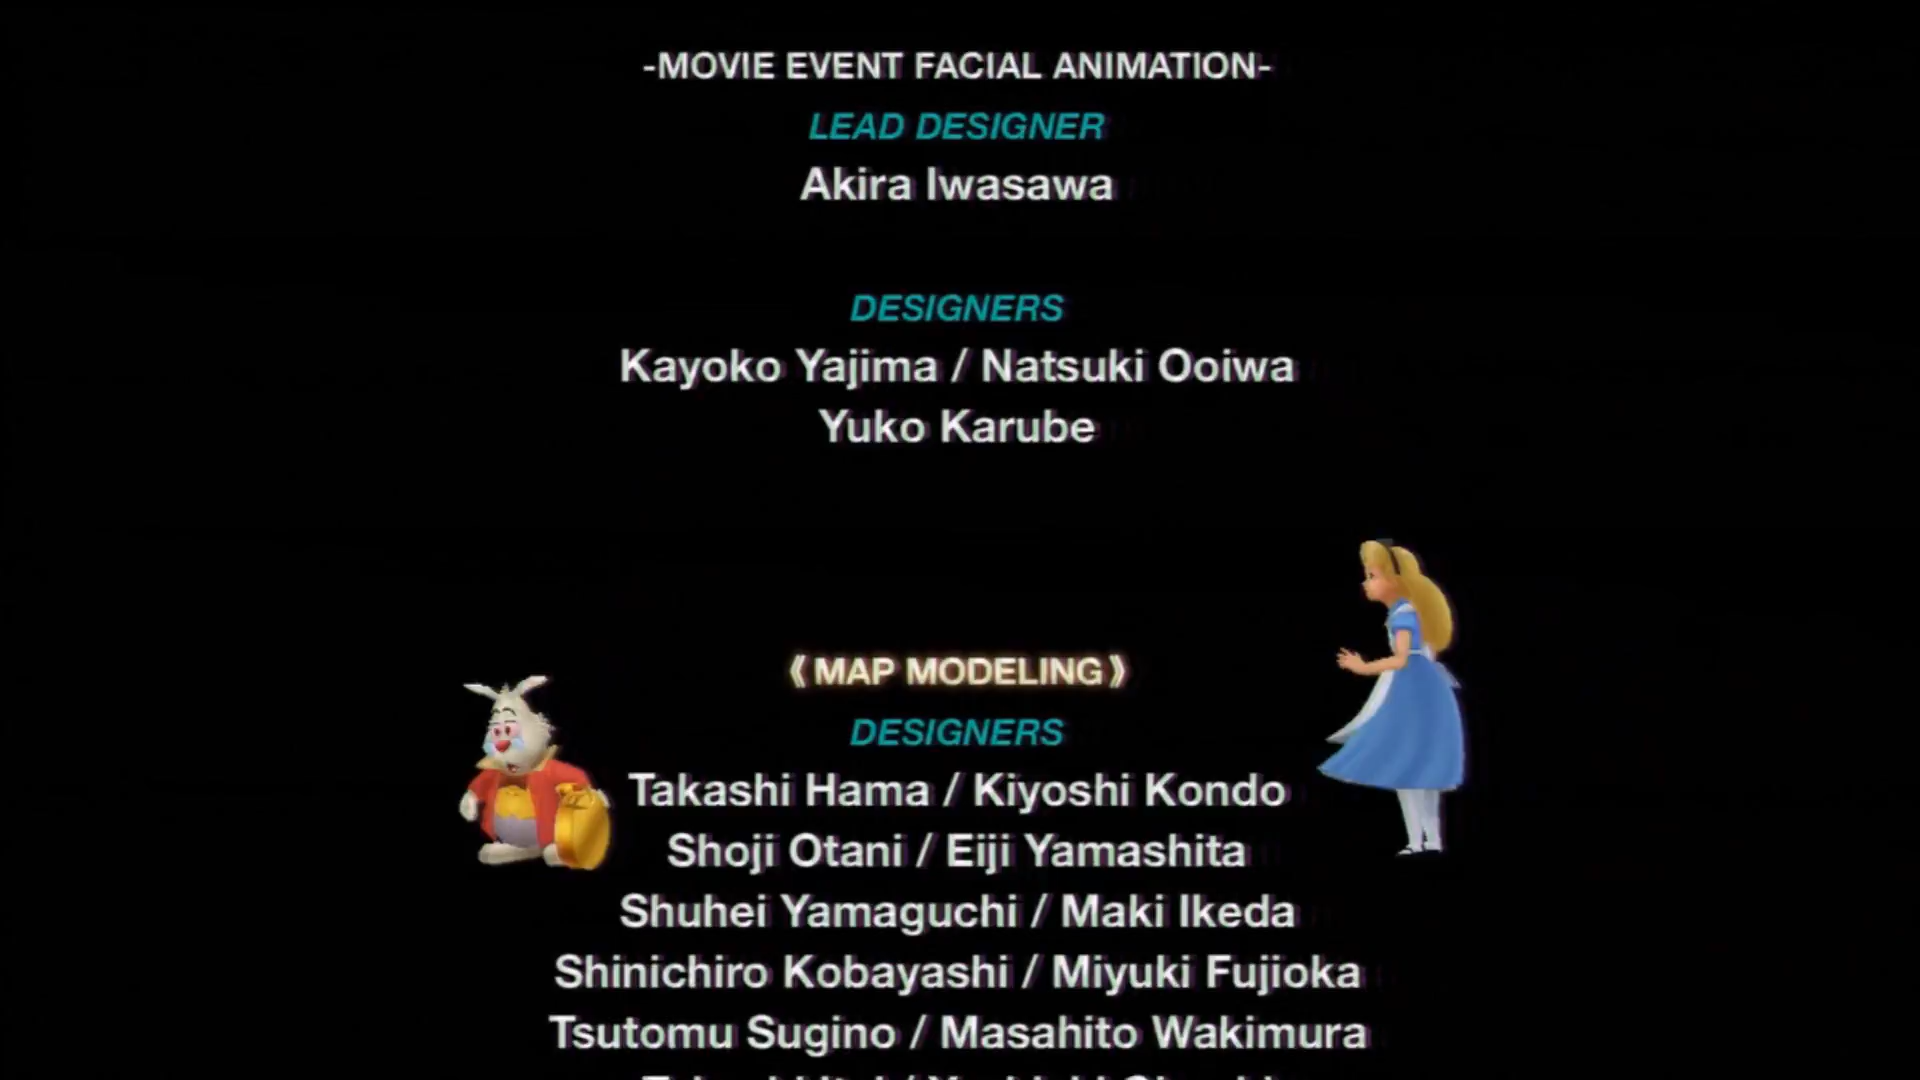 -MOVIE EVENT FACIAL ANIMATION-
LEAD DESIGNER
Akira Iwasawa
DESIGNERS
Kayoko Yajima / Natsuki Ooiwa
Yuko Karube
《MAP MODELING》
DESIGNERS
Takashi Hama / Kiyoshi Kondo
Shoji Otani / Eiji Yamashita
Shuhei Yamaguchi / Maki Ikeda
Shinichiro Kobayashi / Miyuki Fujioka
Tsutomu Sugino / Masahito Wakimura